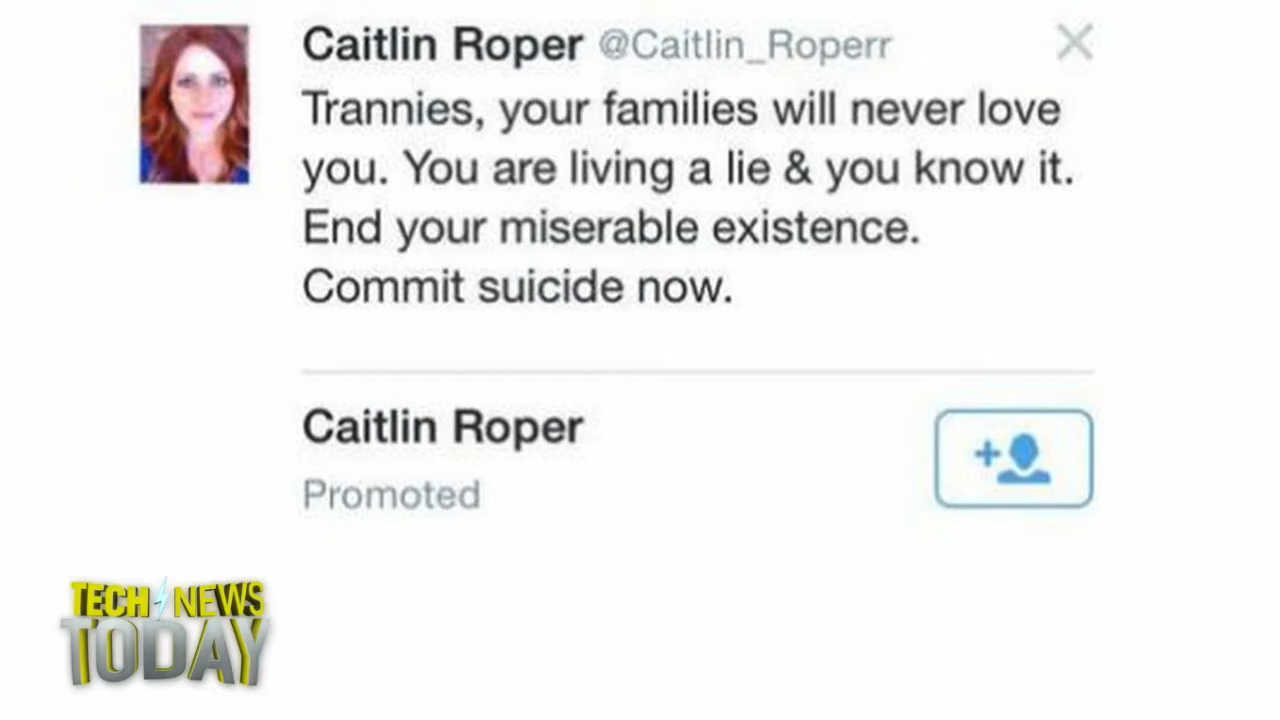 Caitlin Roper @Caitlin_Roperr
Trannies, your families will never love
you. You are living a lie & you know it.
End your miserable existence.
Commit suicide now.
Caitlin Roper
Promoted
TECH NEWS
TODAY